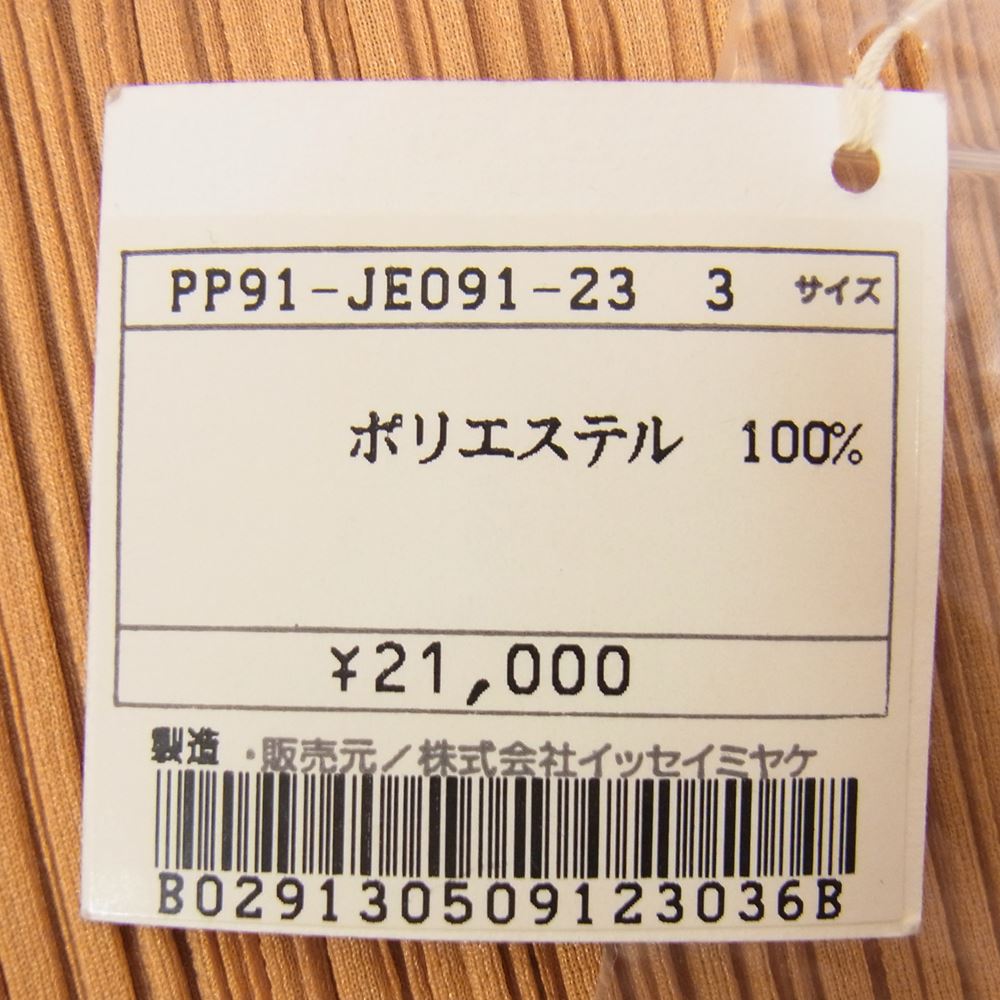 PP91-JE091-23 3 サイズ
ポリエステル 100%
¥21,000
製造・販売元/株式会社イッセイミヤケ
B0291305091230​36B